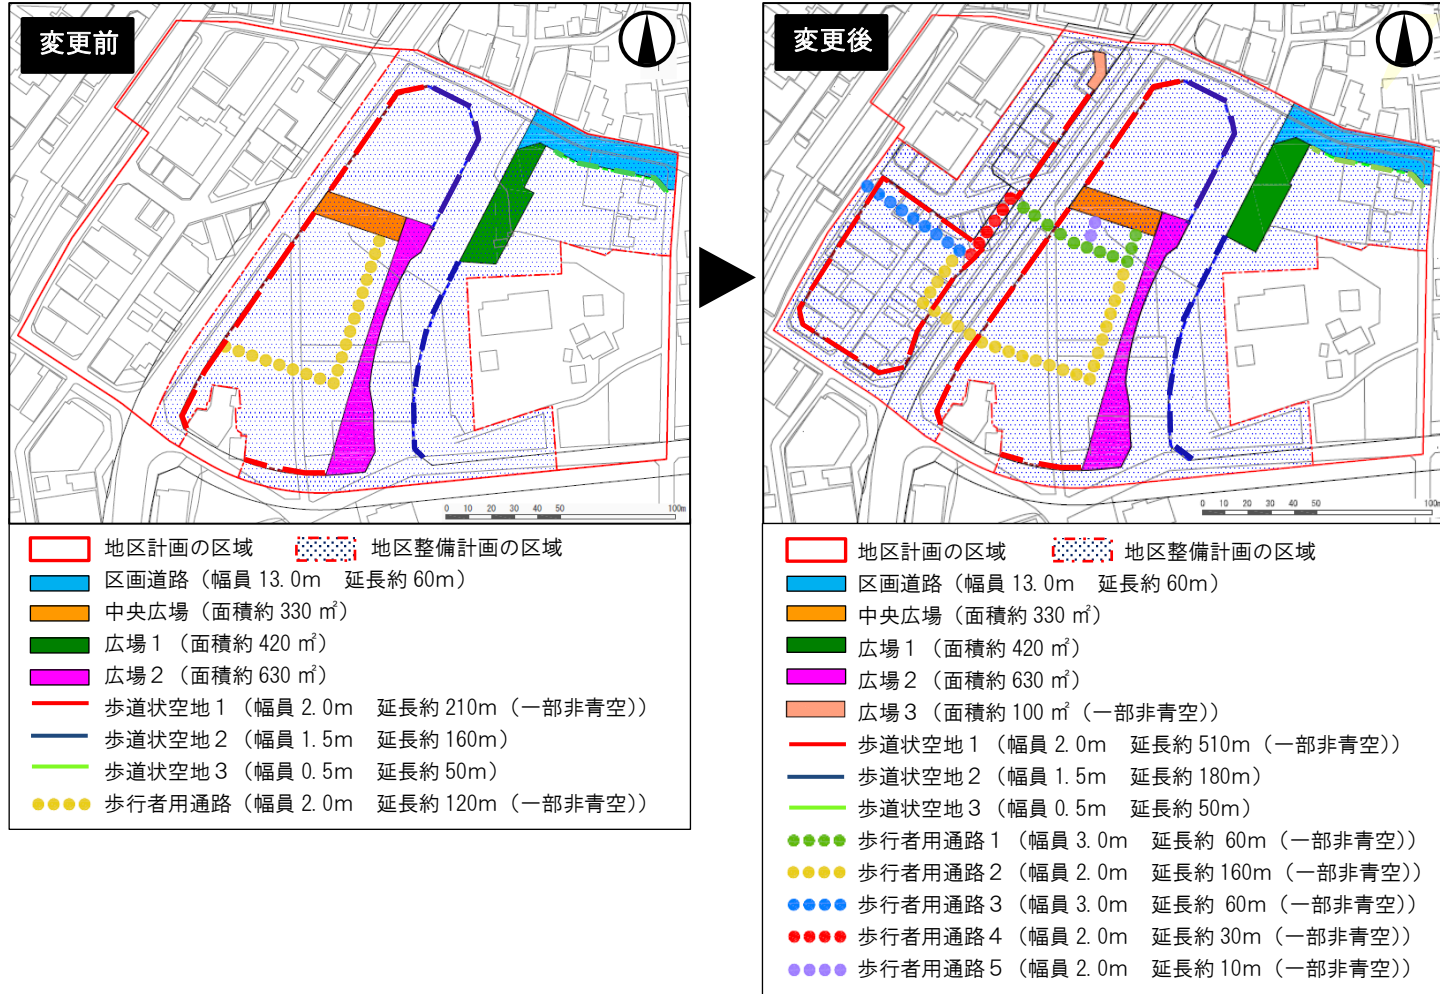 変更前
0 10 20 30 40 50 100m
地区計画の区域 地区整備計画の区域
区画道路（幅員 13.0m 延長約 60m）
中央広場（面積約 330 ㎡）
広場１（面積約 420 ㎡）
広場２（面積約 630 ㎡）
歩道状空地１（幅員 2.0m 延長約 210m（一部非青空））
歩道状空地２（幅員 1.5m 延長約 160m）
歩道状空地３（幅員 0.5m 延長約 50m）
歩行者用通路（幅員 2.0m 延長約 120m（一部非青空））
変更後
0 10 20 30 40 50 100m
地区計画の区域 地区整備計画の区域
区画道路（幅員 13.0m 延長約 60m）
中央広場（面積約 330 ㎡）
広場１（面積約 420 ㎡）
広場２（面積約 630 ㎡）
広場３（面積約 100 ㎡（一部非青空））
歩道状空地１（幅員 2.0m 延長約 510m（一部非青空））
歩道状空地２（幅員 1.5m 延長約 180m）
歩道状空地３（幅員 0.5m 延長約 50m）
歩行者用通路１（幅員 3.0m 延長約 60m（一部非青空））
歩行者用通路２（幅員 2.0m 延長約 160m（一部非青空））
歩行者用通路３（幅員 3.0m 延長約 60m（一部非青空））
歩行者用通路４（幅員 2.0m 延長約 30m（一部非青空））
歩行者用通路５（幅員 2.0m 延長約 10m（一部非青空））